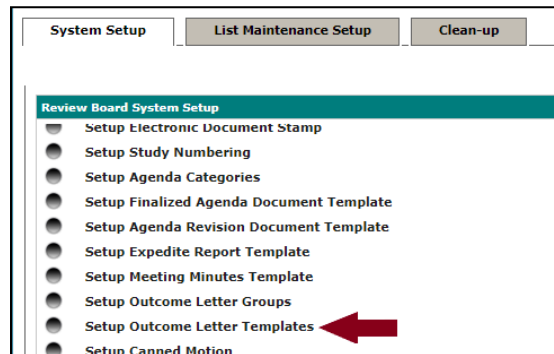 System Setup
List Maintenance Setup
Clean-up
Review Board System Setup
Setup Electronic Document Stamp
Setup Study Numbering
Setup Agenda Categories
Setup Finalized Agenda Document Template
Setup Agenda Revision Document Template
Setup Expedite Report Template
Setup Meeting Minutes Template
Setup Outcome Letter Groups
Setup Outcome Letter Templates
Setup Canned Motion